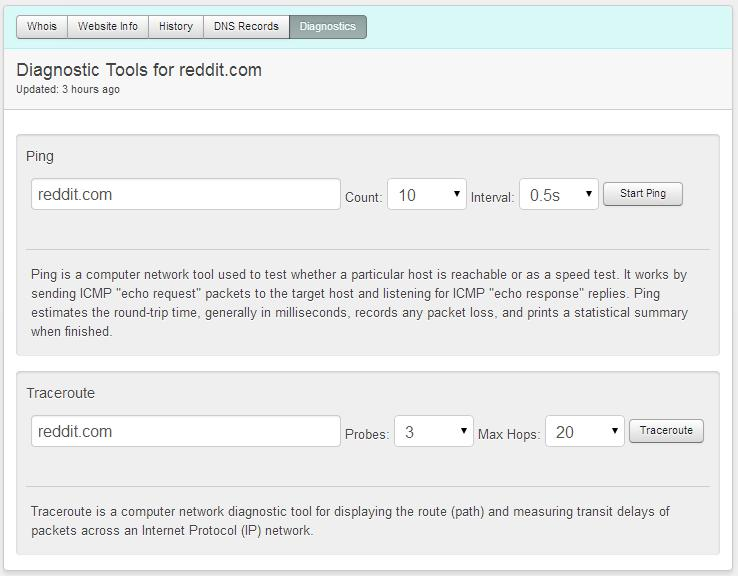 Whois Website Info History DNS Records Diagnostics
Diagnostic Tools for reddit.com
Updated: 3 hours ago
Ping
reddit.com Count: 10 Interval: 0.5s Start Ping
Ping is a computer network tool used to test whether a particular host is reachable or as a speed test. It works by
sending ICMP "echo request" packets to the target host and listening for ICMP "echo response" replies. Ping
estimates the round-trip time, generally in milliseconds, records any packet loss, and prints a statistical summary
when finished.
Traceroute
reddit.com Probes: 3 Max Hops: 20 Traceroute
Traceroute is a computer network diagnostic tool for displaying the route (path) and measuring transit delays of
packets across an Internet Protocol (IP) network.